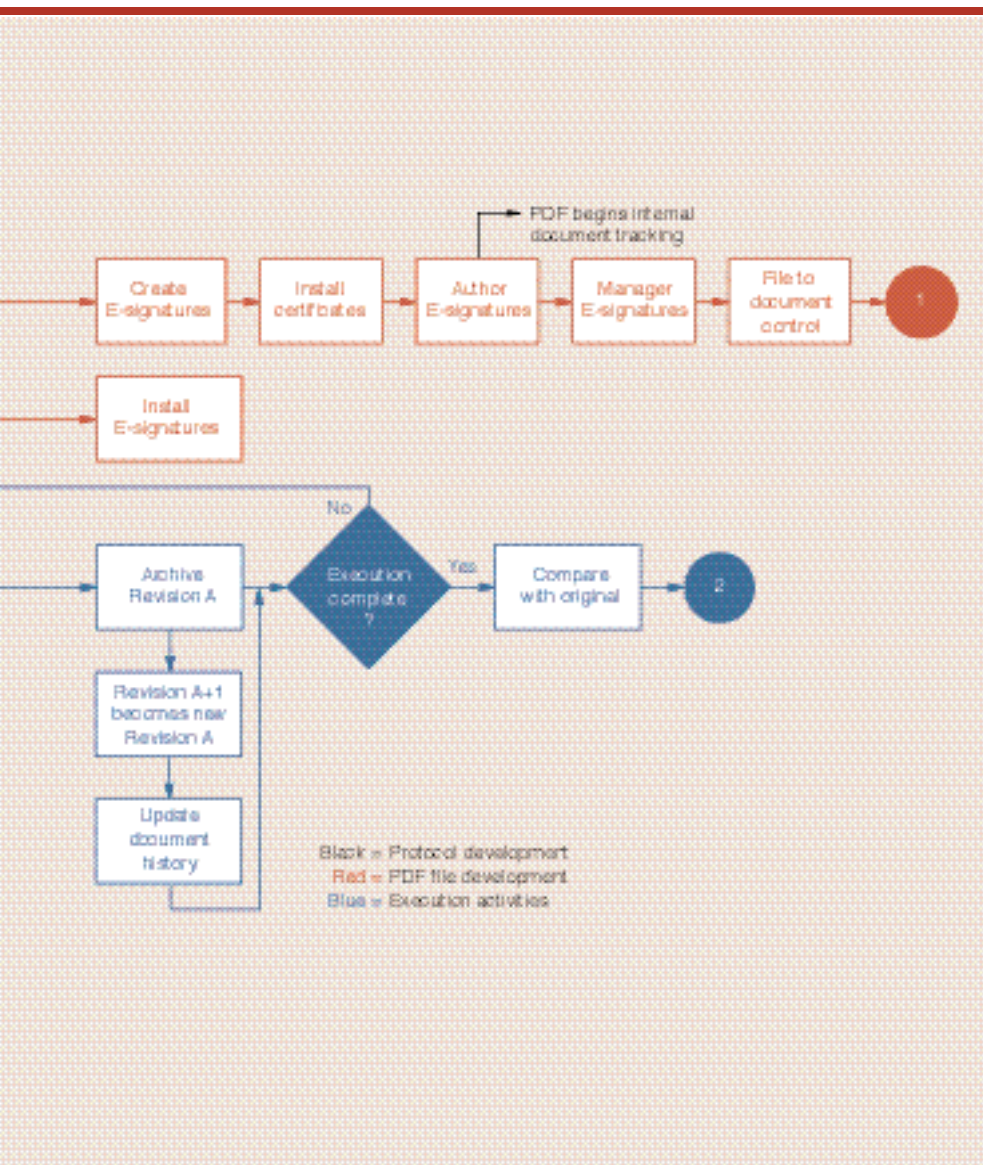 PDF begins internal
document tracking
Create
E-signatures
Install
certificates
Author
E-signatures
Manager
E-signatures
File to
document
control
1
Install
E-signatures
No
Archive
Revision A
Execution
complete
?
Yes
Compare
with original
2
Revision A+1
becomes new
Revision A
Update
document
history
Black = Protocol development
Red = PDF file development
Blue = Execution activities